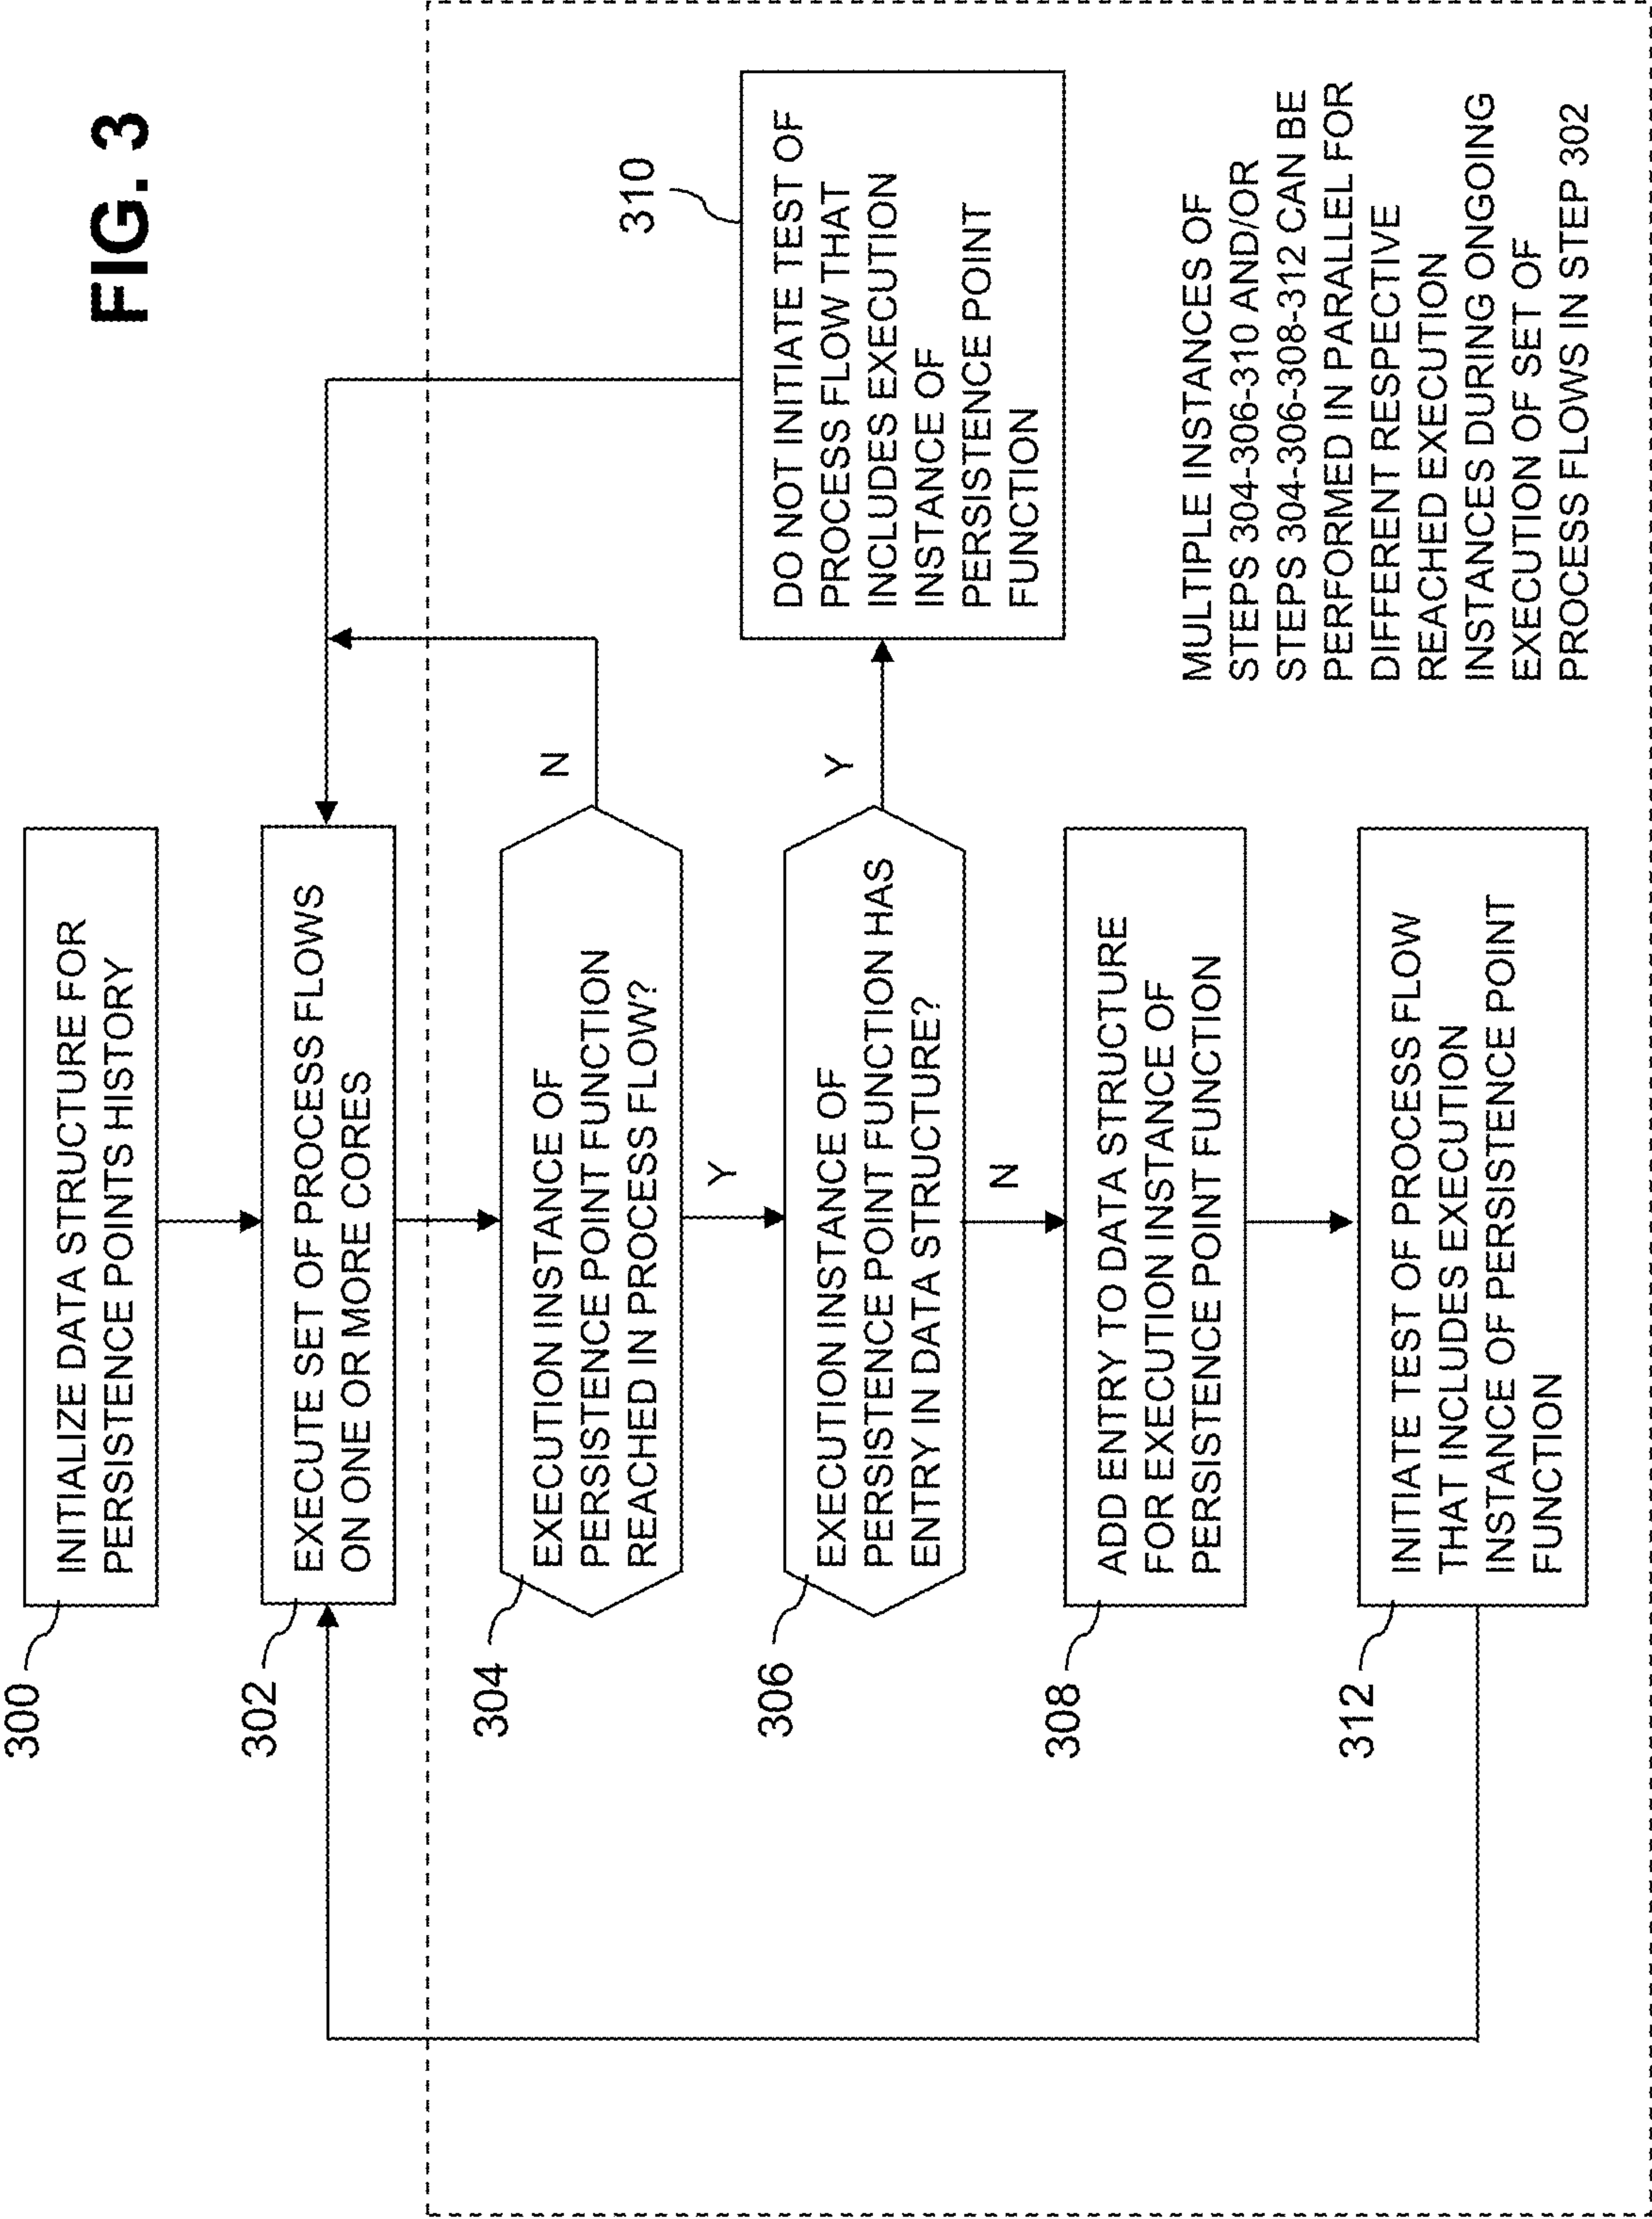 FIG. 3
300
INITIALIZE DATA STRUCTURE FOR
PERSISTENCE POINTS HISTORY
302
EXECUTE SET OF PROCESS FLOWS
ON ONE OR MORE CORES
304
EXECUTION INSTANCE OF
PERSISTENCE POINT FUNCTION
REACHED IN PROCESS FLOW?
N
Y
306
EXECUTION INSTANCE OF
PERSISTENCE POINT FUNCTION HAS
ENTRY IN DATA STRUCTURE?
Y
N
310
DO NOT INITIATE TEST OF
PROCESS FLOW THAT
INCLUDES EXECUTION
INSTANCE OF
PERSISTENCE POINT
FUNCTION
308
ADD ENTRY TO DATA STRUCTURE
FOR EXECUTION INSTANCE OF
PERSISTENCE POINT FUNCTION
312
INITIATE TEST OF PROCESS FLOW
THAT INCLUDES EXECUTION
INSTANCE OF PERSISTENCE POINT
FUNCTION
MULTIPLE INSTANCES OF
STEPS 304-306-310 AND/OR
STEPS 304-306-308-312 CAN BE
PERFORMED IN PARALLEL FOR
DIFFERENT RESPECTIVE
REACHED EXECUTION
INSTANCES DURING ONGOING
EXECUTION OF SET OF
PROCESS FLOWS IN STEP 302